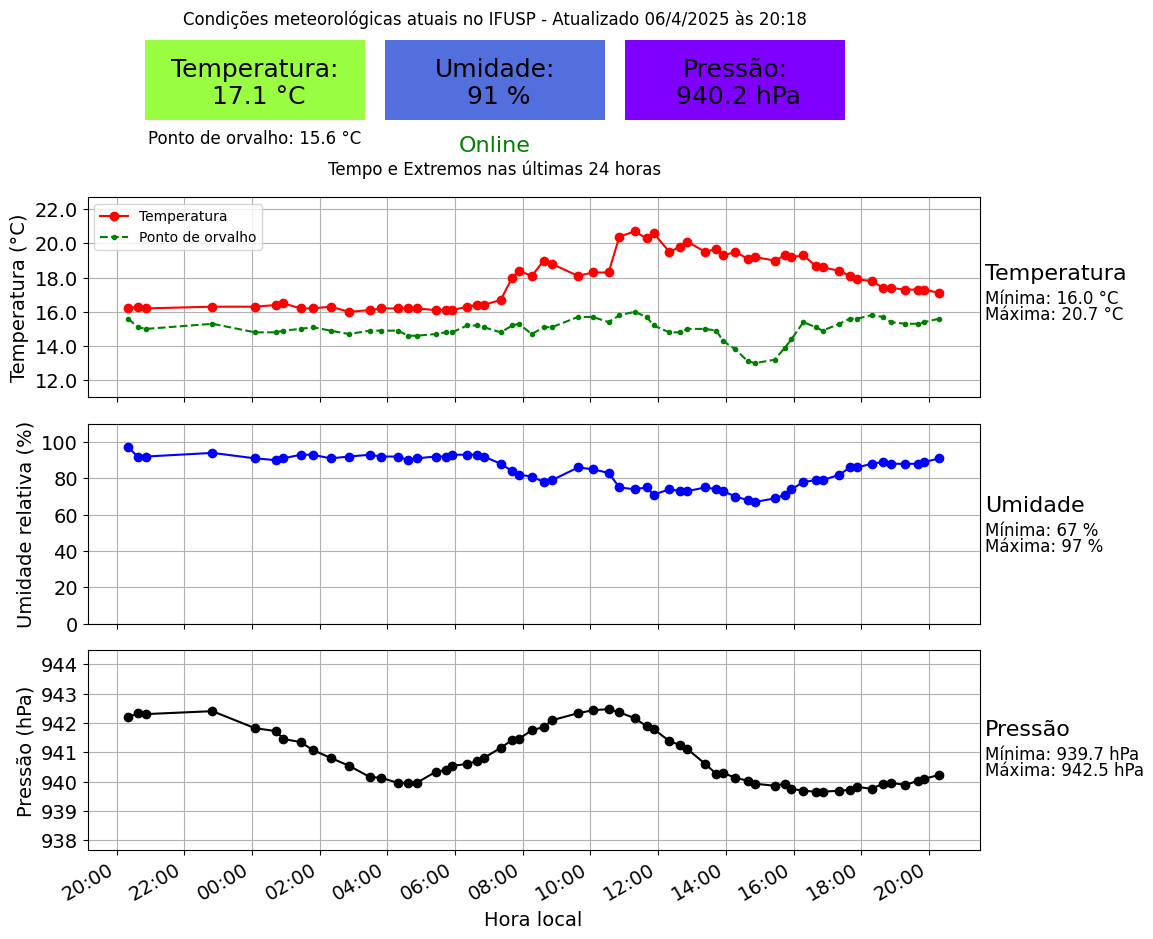 Condições meteorológicas atuais no IFUSP - Atualizado 06/4/2025 às 20:18
Temperatura:
17.1 °C
Umidade:
91 %
Pressão:
940.2 hPa
Ponto de orvalho: 15.6 °C
Online
Tempo e Extremos nas últimas 24 horas
Temperatura (°C)
22.0
20.0
18.0
16.0
14.0
12.0
Temperatura
Ponto de orvalho
Temperatura
Mínima: 16.0 °C
Máxima: 20.7 °C
Umidade relativa (%)
100
80
60
40
20
0
Umidade
Mínima: 67 %
Máxima: 97 %
Pressão (hPa)
944
943
942
941
940
939
938
Pressão
Mínima: 939.7 hPa
Máxima: 942.5 hPa
20:00 22:00 00:00 02:00 04:00 06:00 08:00 10:00 12:00 14:00 16:00 18:00 20:00
Hora local